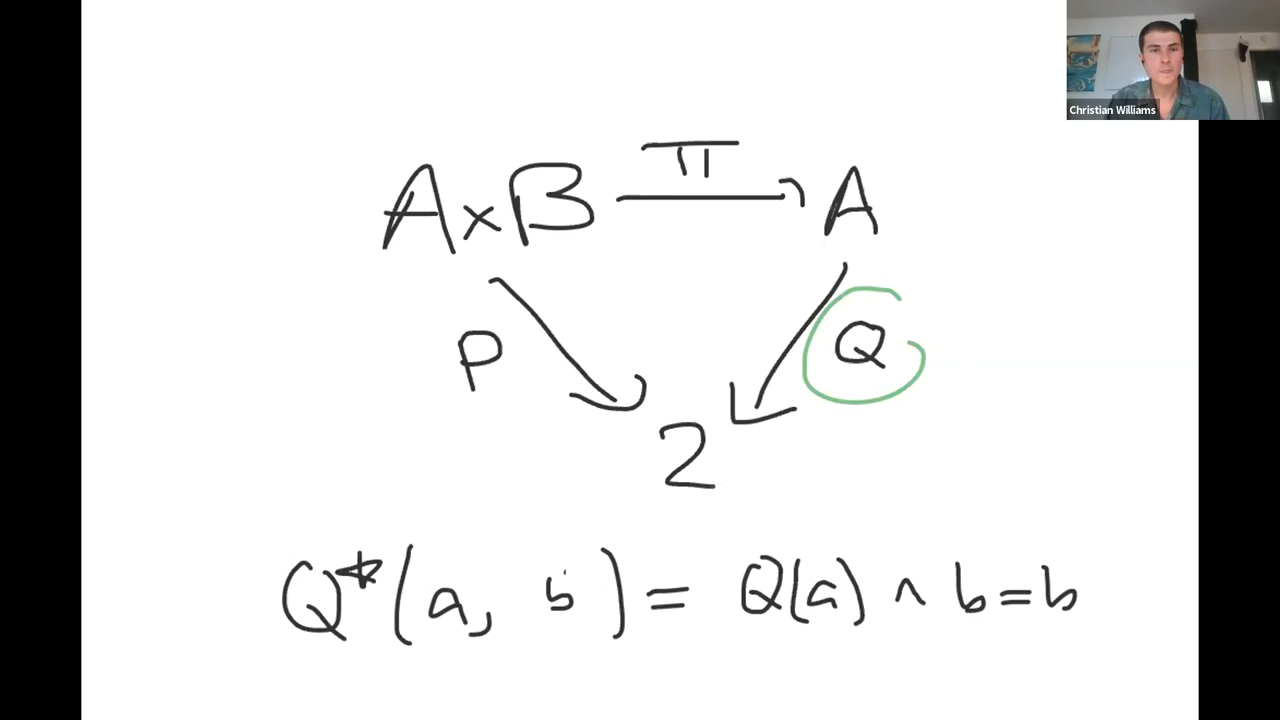 Christian Williams
π
A×B A
P Q
2
Q*(a, b) = Q(a) ∧ b=b